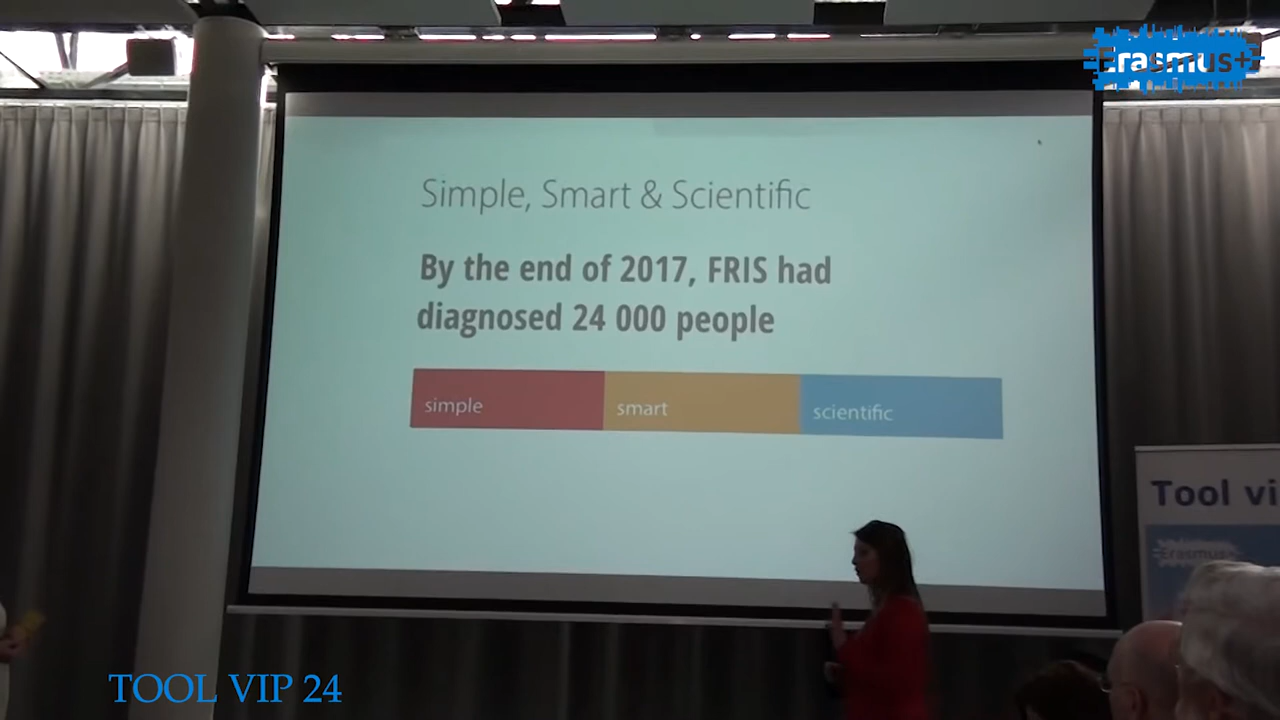 Erasmus+
Simple, Smart & Scientific
By the end of 2017, FRIS had
diagnosed 24 000 people
simple
smart
scientific
Tool vi
Erasmus+
TOOL VIP 24